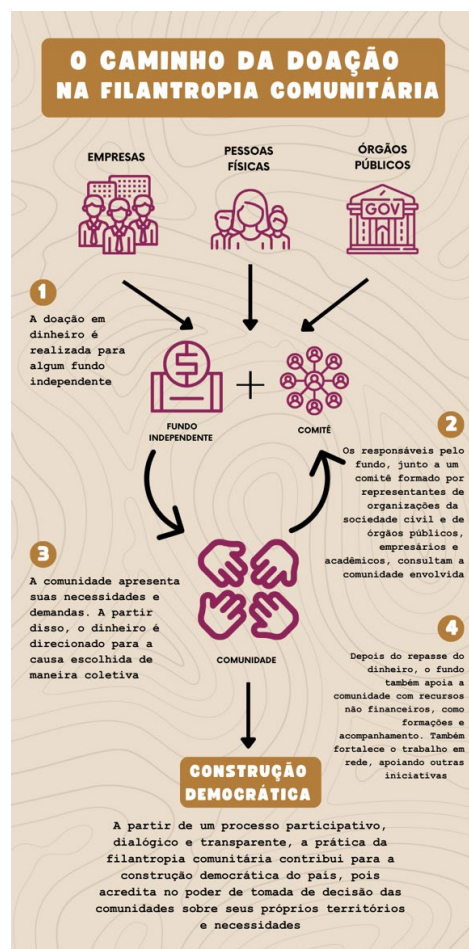 O CAMINHO DA DOAÇÃO
NA FILANTROPIA COMUNITÁRIA
EMPRESAS
PESSOAS
FÍSICAS
ÓRGÃOS
PÚBLICOS
GOV
1
A doação em
dinheiro é
realizada para
algum fundo
independente
FUNDO
INDEPENDENTE
COMITÊ
2
Os responsáveis pelo
fundo, junto a um
comitê formado por
representantes de
organizações da
sociedade civil e de
órgãos públicos,
empresários e
acadêmicos, consultam a
comunidade envolvida
3
A comunidade apresenta
suas necessidades e
demandas. A partir
disso, o dinheiro é
direcionado para a
causa escolhida de
maneira coletiva
COMUNIDADE
4
Depois do repasse do
dinheiro, o fundo
também apoia a
comunidade com recursos
não financeiros, como
formações e
acompanhamento. Também
fortalece o trabalho em
rede, apoiando outras
iniciativas
CONSTRUÇÃO
DEMOCRÁTICA
A partir de um processo participativo,
dialógico e transparente, a prática da
filantropia comunitária contribui para a
construção democrática do país, pois
acredita no poder de tomada de decisão das
comunidades sobre seus próprios territórios
e necessidades